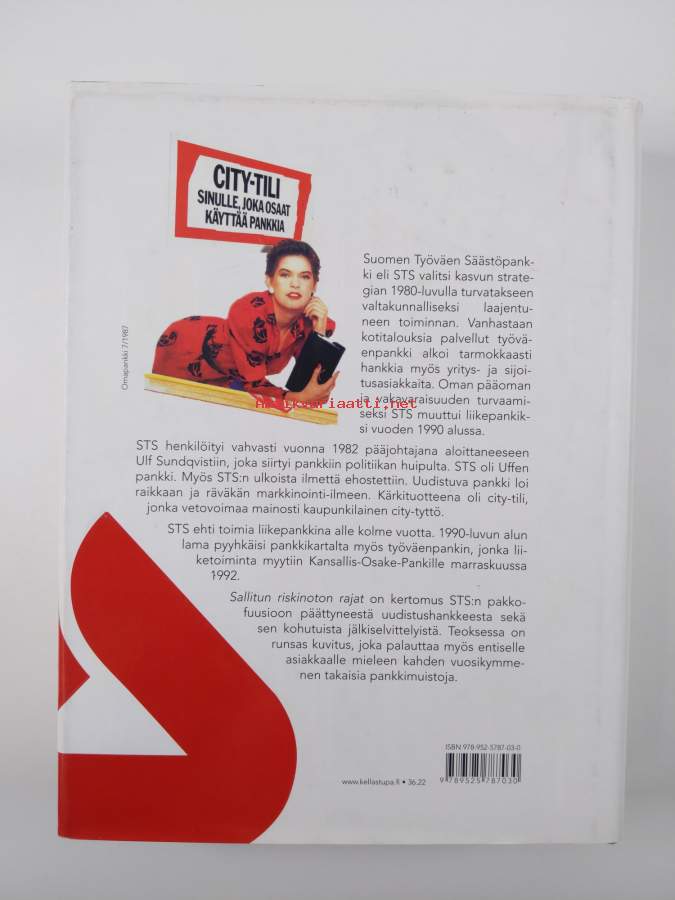 CITY-TILI
SINULLE, JOKA OSAAT
KÄYTTÄÄ PANKKIA
Omapankki 7/1987
Suomen Työväen Säästöpank-
ki eli STS valitsi kasvun strate-
gian 1980-luvulla turvatakseen
valtakunnalliseksi laajentu-
neen toiminnan. Vanhastaan
kotitalouksia palvellut työvä-
enpankki alkoi tarmokkaasti
hankkia myös yritys- ja sijoi-
tusasiakkaita. Oman pääoman
ja vakavaraisuuden turvaami-
seksi STS muuttui liikepankik-
si vuoden 1990 alussa.
Antikvariaatti.net
STS henkilöityi vahvasti vuonna 1982 pääjohtajana aloittaneeseen
Ulf Sundqvistiin, joka siirtyi pankkiin politiikan huipulta. STS oli Uffen
pankki. Myös STS:n ulkoista ilmettä ehostettiin. Uudistuva pankki loi
raikkaan ja räväkän markkinointi-ilmeen. Kärkituotteena oli city-tili,
jonka vetovoimaa mainosti kaupunkilainen city-tyttö.
STS ehti toimia liikepankkina alle kolme vuotta. 1990-luvun alun
lama pyyhkäisi pankkikartalta myös työväenpankin, jonka lii-
ketoiminta myytiin Kansallis-Osake-Pankille marraskuussa
1992.
Sallitun riskinoton rajat on kertomus STS:n pakko-
fuusioon päättyneestä uudistushankkeesta sekä
sen kohutuista jälkiselvittelyistä. Teoksessa on
runsas kuvitus, joka palauttaa myös entiselle
asiakkaalle mieleen kahden vuosikymme-
nen takaisia pankkimuistoja.
ISBN 978-952-5787-03-0
www.kellastupa.fi • 36.22
9 789525 787030